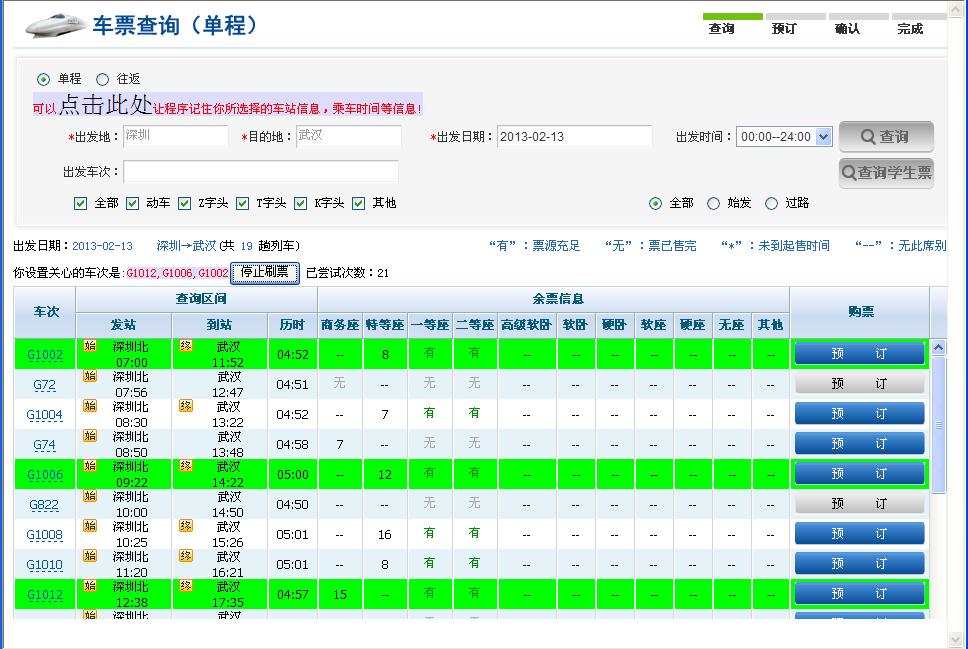 车票查询（单程）
查询 预订 确认 完成
单程 往返
可以点击此处让程序记住你所选择的车站信息，乘车时间等信息!
*出发地： 深圳 *目的地： 武汉 *出发日期： 2013-02-13 出发时间： 00:00--24:00 查询
出发车次： 查询学生票
全部 动车 Z字头 T字头 K字头 其他 全部 始发 过路
出发日期：2013-02-13 深圳→武汉(共 19 趟列车) “有”：票源充足 “无”：票已售完 “*”：未到起售时间 “--”：无此席别
你设置关心的车次是:G1012,G1006,G1002 停止刷票 已尝试次数：21
车次 查询区间 余票信息 购票
发站 到站 历时 商务座 特等座 一等座 二等座 高级软卧 软卧 硬卧 软座 硬座 无座 其他
G1002 始 深圳北 07:00 终 武汉 11:52 04:52 -- 8 有 有 -- -- -- -- -- -- -- 预 订
G72 始 深圳北 07:56 武汉 12:47 04:51 无 -- 无 无 -- -- -- -- -- -- -- 预 订
G1004 始 深圳北 08:30 终 武汉 13:22 04:52 -- 7 有 有 -- -- -- -- -- -- -- 预 订
G74 始 深圳北 08:50 武汉 13:48 04:58 7 -- 无 无 -- -- -- -- -- -- -- 预 订
G1006 始 深圳北 09:22 终 武汉 14:22 05:00 -- 12 有 有 -- -- -- -- -- -- -- 预 订
G822 始 深圳北 10:00 武汉 14:50 04:50 -- -- 无 无 -- -- -- -- -- -- -- 预 订
G1008 始 深圳北 10:25 终 武汉 15:26 05:01 -- 16 有 有 -- -- -- -- -- -- -- 预 订
G1010 始 深圳北 11:20 终 武汉 16:21 05:01 -- 8 有 有 -- -- -- -- -- -- -- 预 订
G1012 始 深圳北 12:38 终 武汉 17:35 04:57 15 -- 有 有 -- -- -- -- -- -- -- 预 订
始 深圳北 武汉